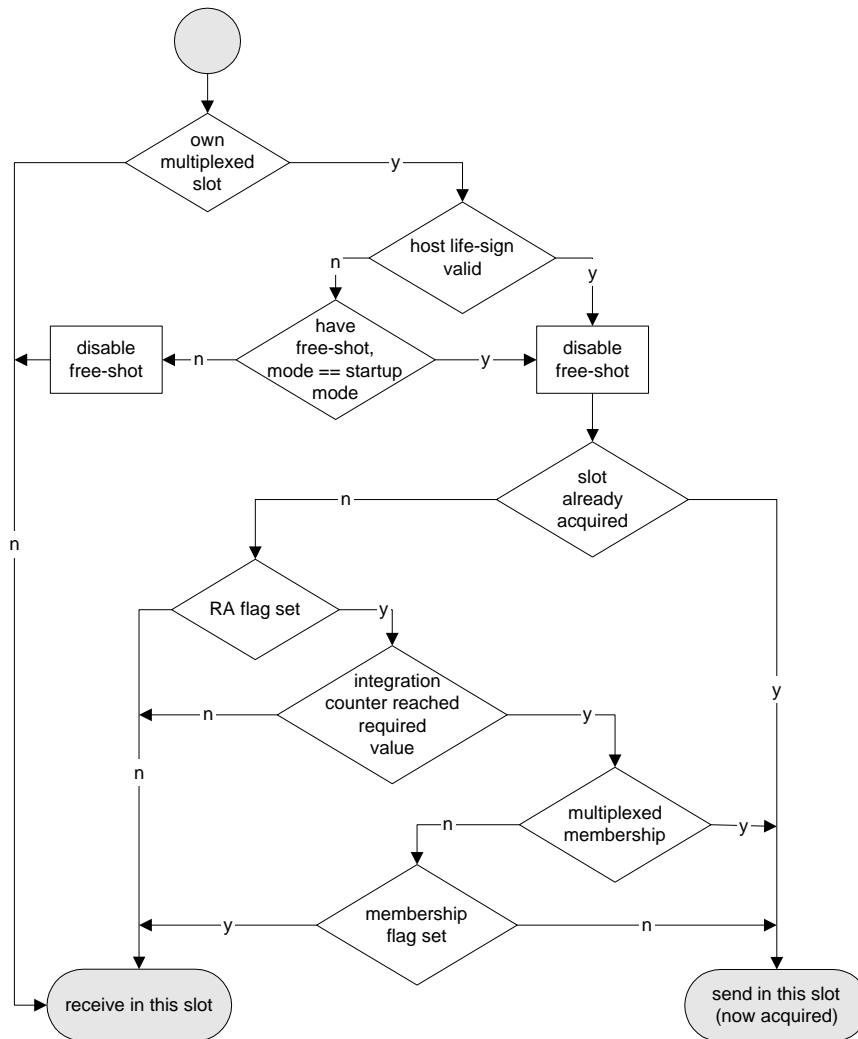 own
multiplexed
slot
y
host life-sign
valid
n
y
have
free-shot,
mode == startup
mode
disable
free-shot
n
y
disable
free-shot
slot
already
acquired
n
n
RA flag set
y
integration
counter reached
required
value
n
y
y
n
multiplexed
membership
n
y
membership
flag set
y
n
receive in this slot
send in this slot
(now acquired)